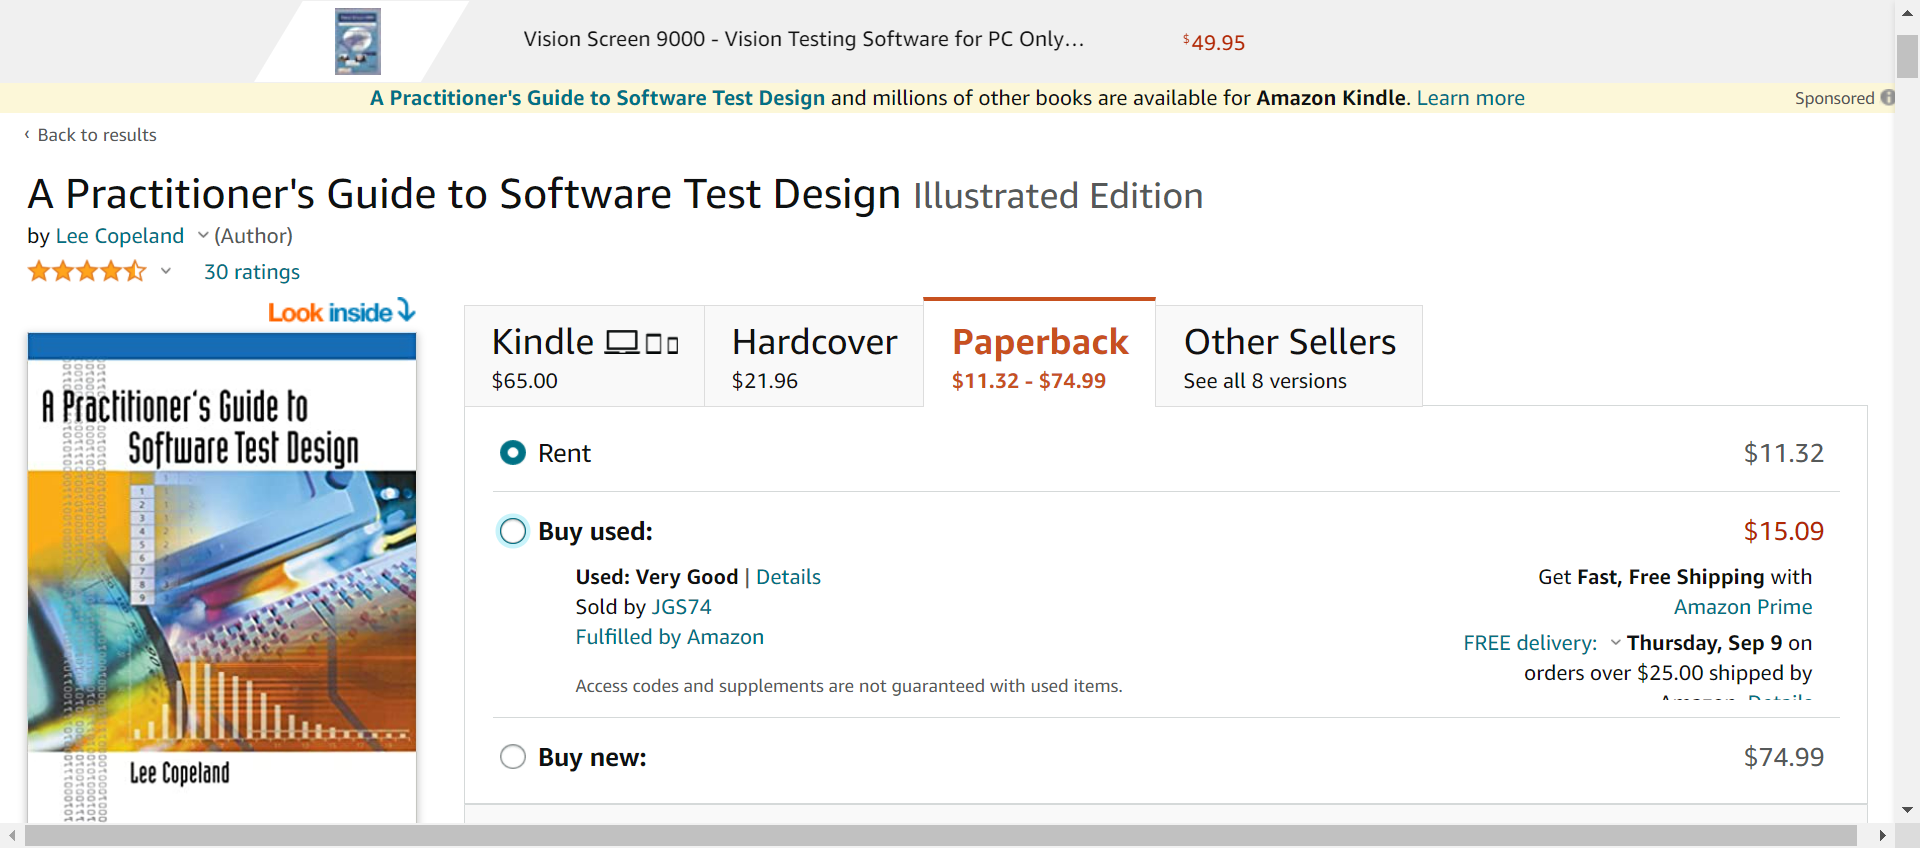 Vision Screen 9000 - Vision Testing Software for PC Only…
$49.95
A Practitioner's Guide to Software Test Design and millions of other books are available for Amazon Kindle. Learn more
Sponsored
‹ Back to results
A Practitioner's Guide to Software Test Design Illustrated Edition
by Lee Copeland (Author)
30 ratings
Look inside
A Practitioner's Guide to
Software Test Design
Lee Copeland
Kindle
$65.00
Hardcover
$21.96
Paperback
$11.32 - $74.99
Other Sellers
See all 8 versions
Rent
$11.32
Buy used:
$15.09
Used: Very Good | Details
Sold by JGS74
Fulfilled by Amazon
Access codes and supplements are not guaranteed with used items.
Get Fast, Free Shipping with
Amazon Prime
FREE delivery: Thursday, Sep 9 on
orders over $25.00 shipped by
Amazon. Details
Buy new:
$74.99